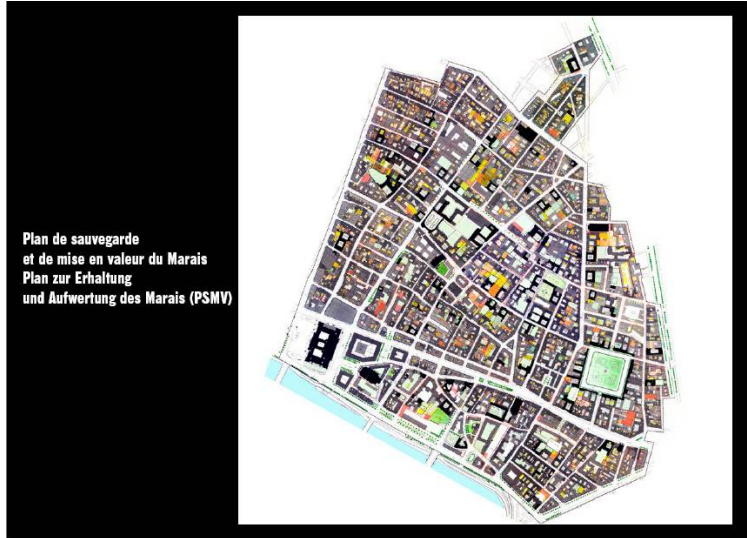 Plan de sauvegarde
et de mise en valeur du Marais
Plan zur Erhaltung
und Aufwertung des Marais (PSMV)